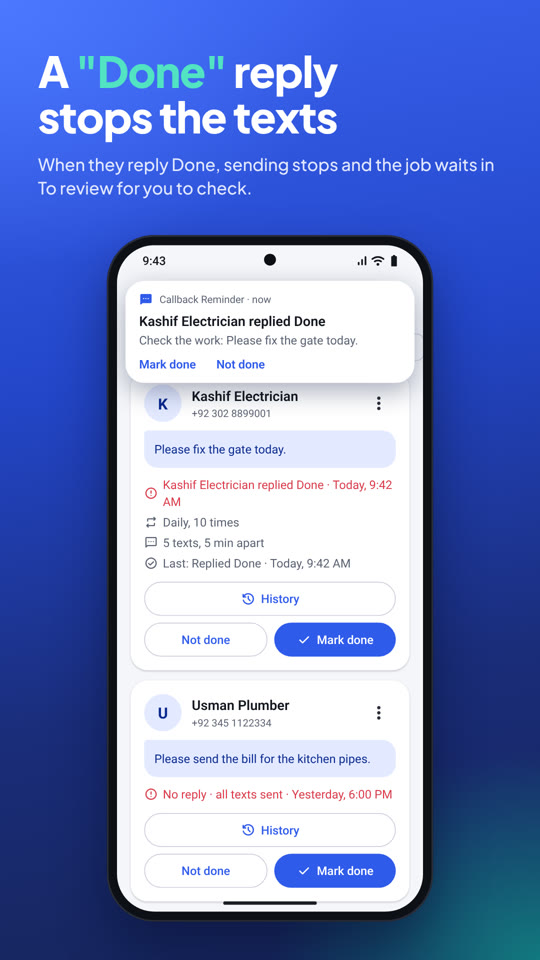 A "Done" reply
stops the texts
When they reply Done, sending stops and the job waits in
To review for you to check.
9:43
Callback Reminder · now
Kashif Electrician replied Done
Check the work: Please fix the gate today.
Mark done Not done
K
Kashif Electrician
+92 302 8899001
Please fix the gate today.
Kashif Electrician replied Done · Today, 9:42
AM
Daily, 10 times
5 texts, 5 min apart
Last: Replied Done · Today, 9:42 AM
History
Not done Mark done
U
Usman Plumber
+92 345 1122334
Please send the bill for the kitchen pipes.
No reply · all texts sent · Yesterday, 6:00 PM
History
Not done Mark done